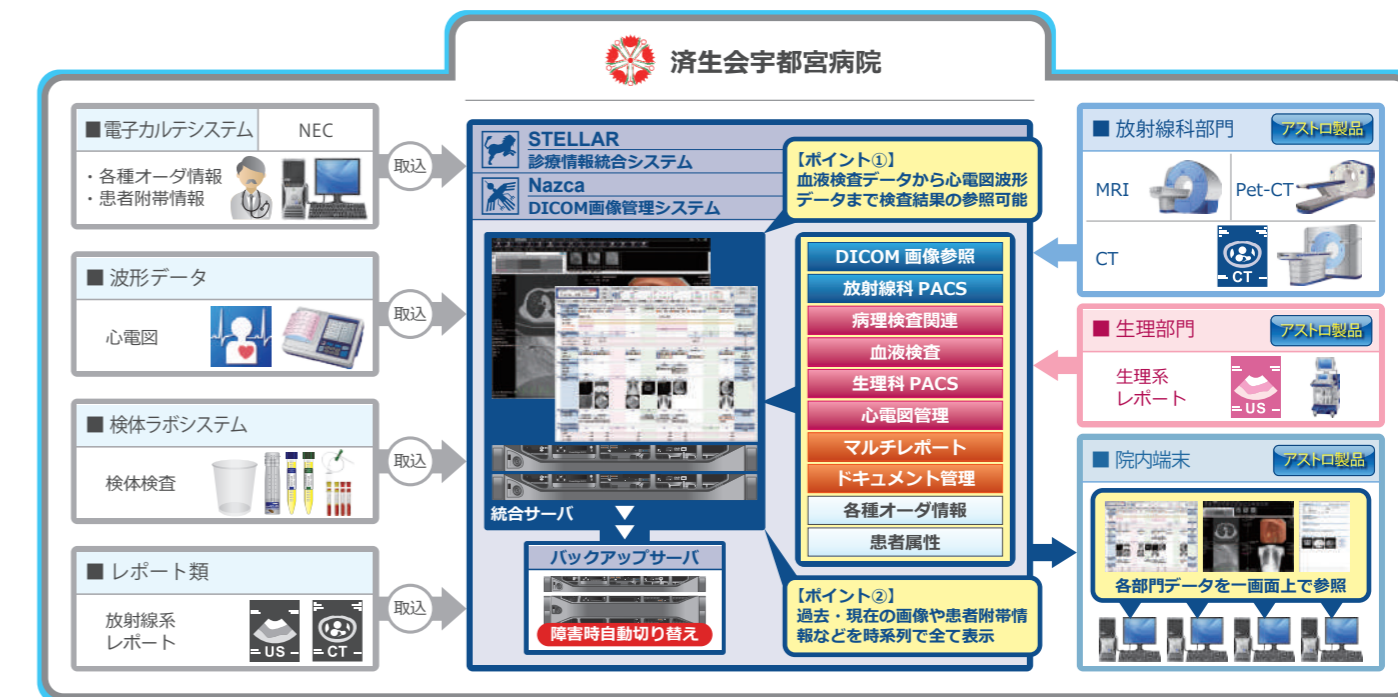 済生会宇都宮病院
■電子カルテシステム NEC
・各種オーダ情報
・患者附帯情報
取込
■ 波形データ
心電図
取込
■ 検体ラボシステム
検体検査
取込
■ レポート類
放射線系
レポート
US
CT
取込
STELLAR
診療情報統合システム
Nazca
DICOM画像管理システム
【ポイント①】
血液検査データから心電図波形
データまで検査結果の参照可能
統合サーバ
バックアップサーバ
障害時自動切り替え
DICOM 画像参照
放射線科 PACS
病理検査関連
血液検査
生理科 PACS
心電図管理
マルチレポート
ドキュメント管理
各種オーダ情報
患者属性
【ポイント②】
過去・現在の画像や患者附帯情
報などを時系列で全て表示
■ 放射線科部門 アストロ製品
MRI Pet-CT
CT
CT
■ 生理部門 アストロ製品
生理系
レポート
US
■ 院内端末 アストロ製品
各部門データを一画面上で参照